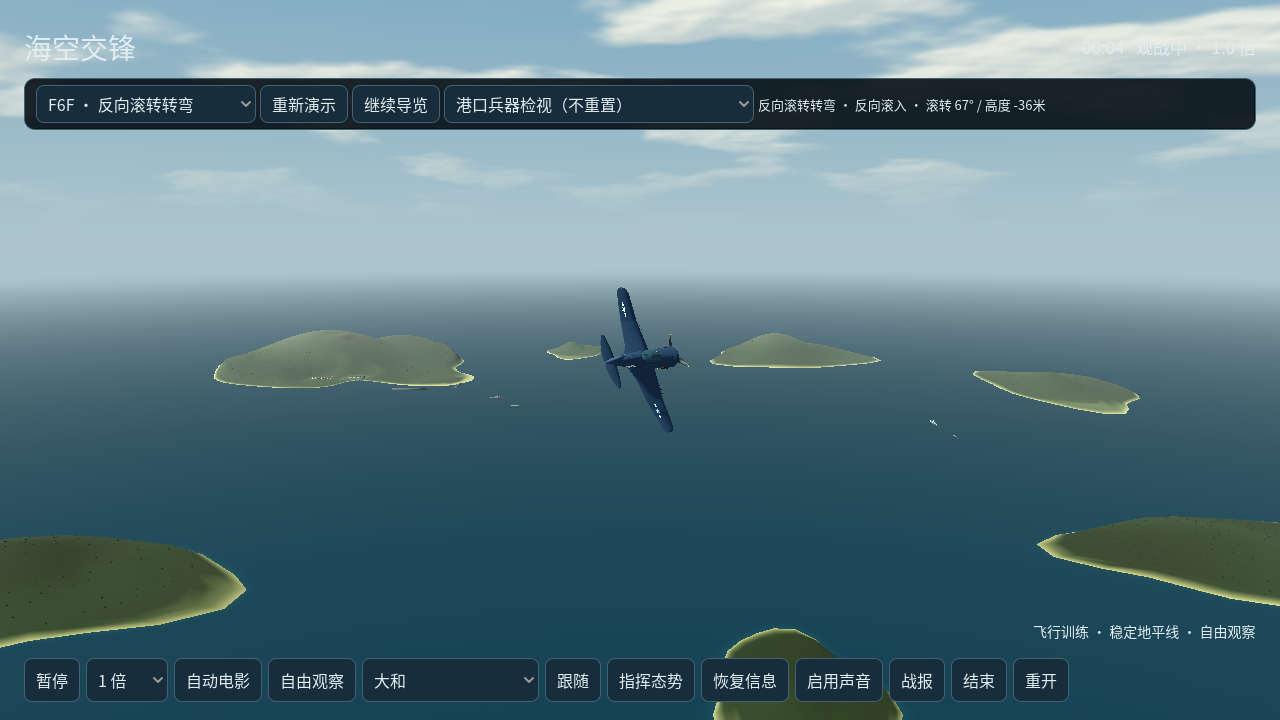 海空交锋
00:04 观战中 · 1.0 倍
F6F · 反向滚转转弯 重新演示 继续导览 港口兵器检视（不重置） 反向滚转转弯 · 反向滚入 · 滚转 67° / 高度 -36米
飞行训练 · 稳定地平线 · 自由观察
暂停 1 倍 自动电影 自由观察 大和 跟随 指挥态势 恢复信息 启用声音 战报 结束 重开